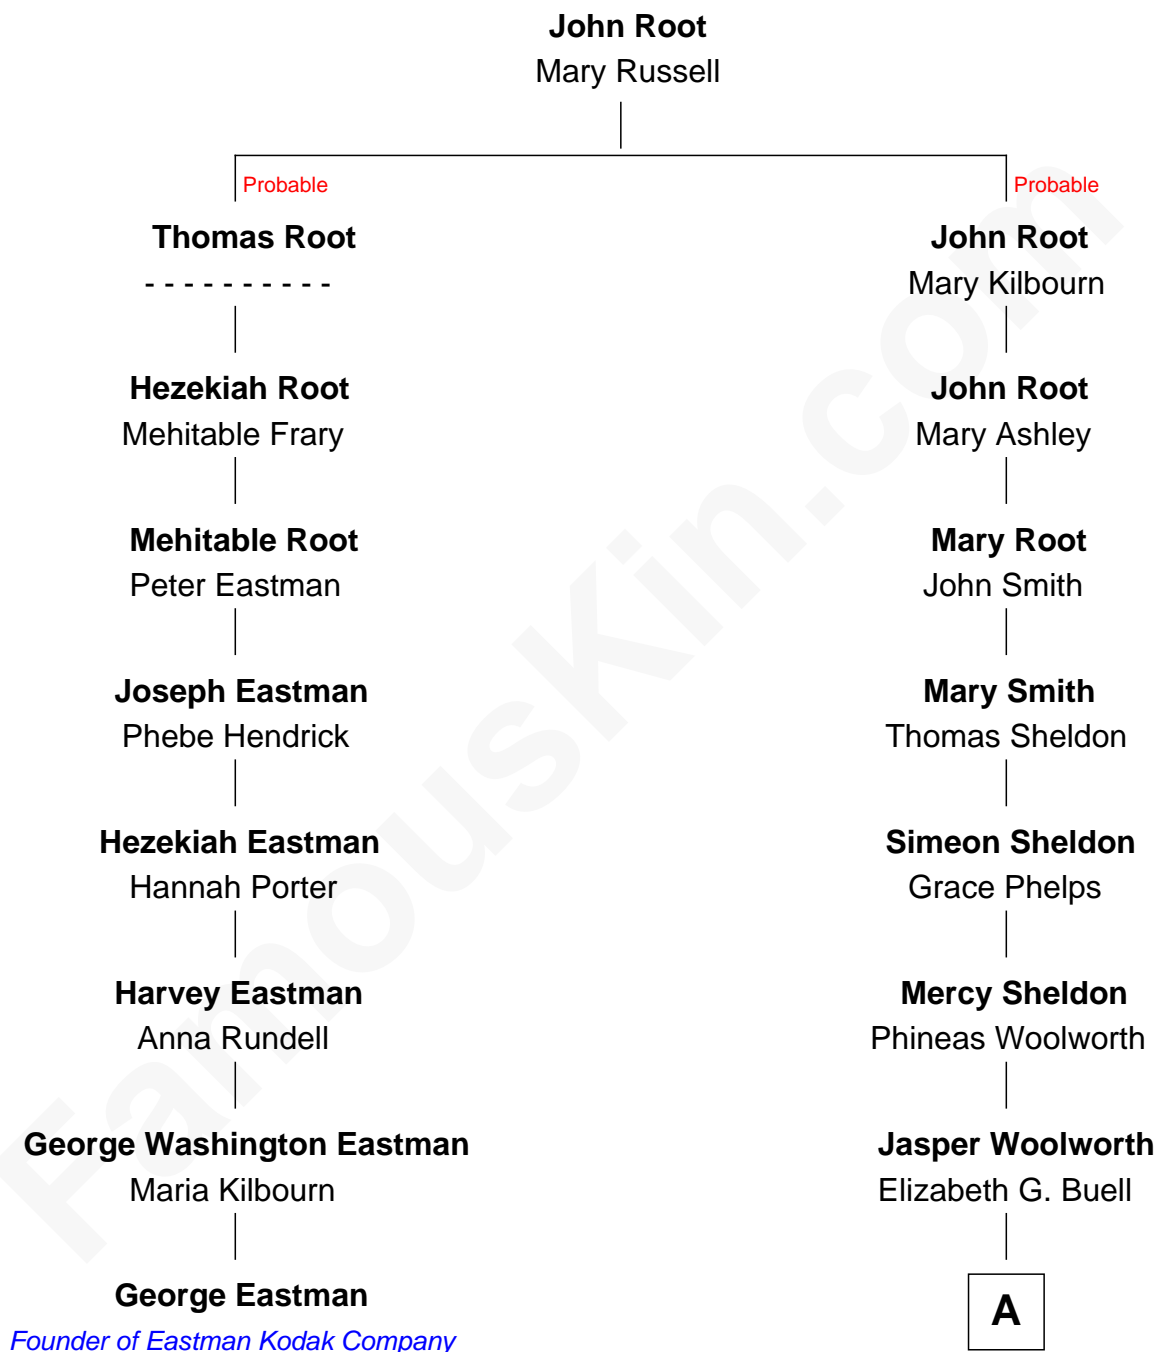 John Root
Mary Russell
Probable
Probable
Thomas Root
John Root
- - - - - - - - - -
Mary Kilbourn
Hezekiah Root
John Root
Mehitable Frary
Mary Ashley
Mehitable Root
Mary Root
Peter Eastman
John Smith
Joseph Eastman
Mary Smith
Phebe Hendrick
Thomas Sheldon
Hezekiah Eastman
Simeon Sheldon
Hannah Porter
Grace Phelps
Harvey Eastman
Mercy Sheldon
Anna Rundell
Phineas Woolworth
George Washington Eastman
Jasper Woolworth
Maria Kilbourn
Elizabeth G. Buell
George Eastman
A
Founder of Eastman Kodak Company
FamousKin.com